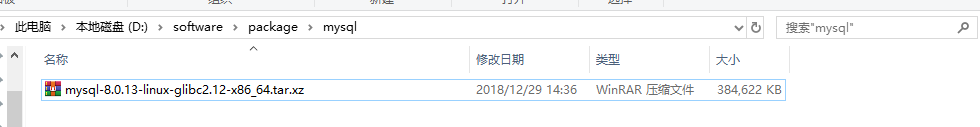 此电脑 > 本地磁盘 (D:) > software > package > mysql
搜索"mysql"
名称 修改日期 类型 大小
mysql-8.0.13-linux-glibc2.12-x86_64.tar.xz 2018/12/29 14:36 WinRAR 压缩文件 384,622 KB